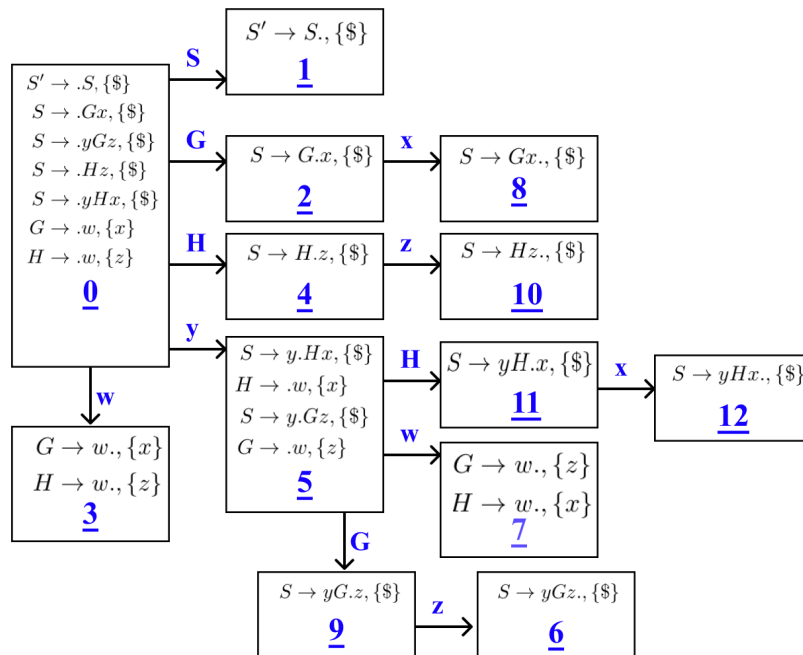 S' → S., {$}
1
S
S' → .S, {$}
S → .Gx, {$}
S → .yGz, {$}
S → .Hz, {$}
S → .yHx, {$}
G → .w, {x}
H → .w, {z}
0
G
S → G.x, {$}
2
x
S → Gx., {$}
8
H
S → H.z, {$}
4
z
S → Hz., {$}
10
y
S → y.Hx, {$}
H → .w, {x}
S → y.Gz, {$}
G → .w, {z}
5
H
S → yH.x, {$}
11
x
S → yHx., {$}
12
w
G → w., {x}
H → w., {z}
3
w
G → w., {z}
H → w., {x}
7
G
S → yG.z, {$}
9
z
S → yGz., {$}
6